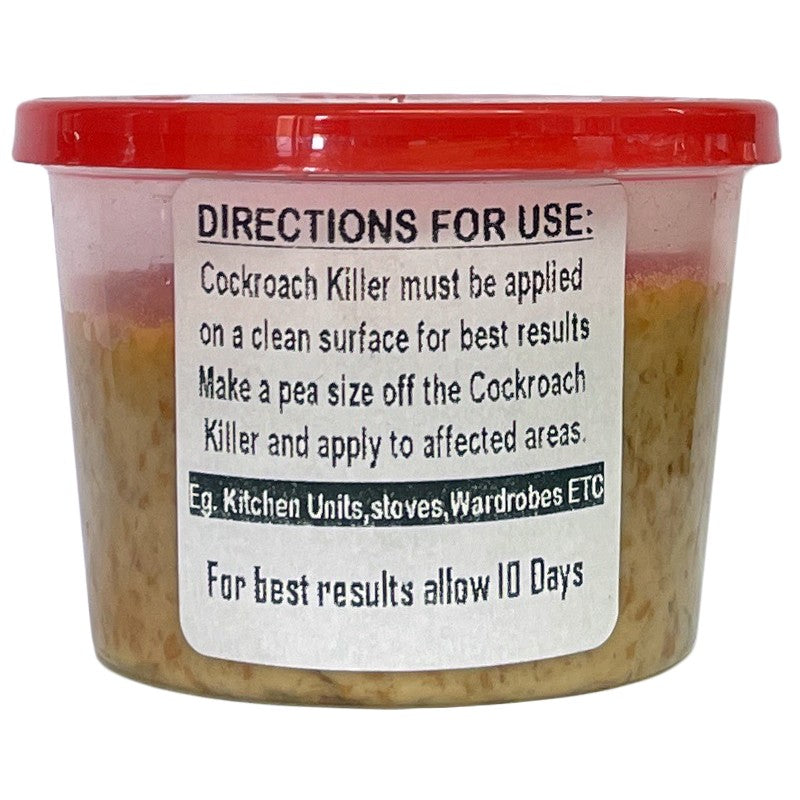 DIRECTIONS FOR USE:
Cockroach Killer must be applied
on a clean surface for best results
Make a pea size off the Cockroach
Killer and apply to affected areas.
Eg. Kitchen Units,stoves,Wardrobes ETC
For best results allow 10 Days